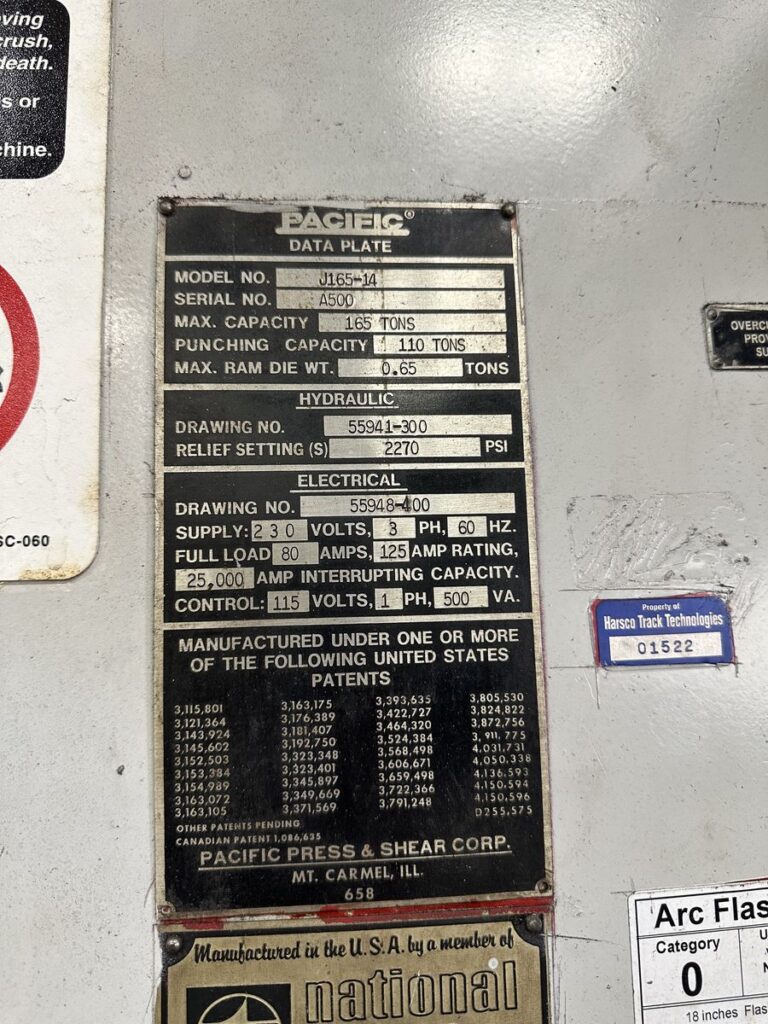 ving
crush,
death.
s or
chine.
PACIFIC®
DATA PLATE
MODEL NO. J165-14
SERIAL NO. A500
MAX. CAPACITY 165 TONS
PUNCHING CAPACITY 110 TONS
MAX. RAM DIE WT. 0.65 TONS
HYDRAULIC
DRAWING NO. 55941-300
RELIEF SETTING (S) 2270 PSI
ELECTRICAL
DRAWING NO. 55948-400
SUPPLY: 230 VOLTS, 3 PH, 60 HZ.
FULL LOAD 80 AMPS, 125 AMP RATING,
25,000 AMP INTERRUPTING CAPACITY.
CONTROL: 115 VOLTS, 1 PH, 500 VA.
MANUFACTURED UNDER ONE OR MORE
OF THE FOLLOWING UNITED STATES
PATENTS
3,115,801 3,163,175 3,393,635 3,805,530
3,121,364 3,176,389 3,422,727 3,824,822
3,143,924 3,181,407 3,464,320 3,872,756
3,145,602 3,192,750 3,524,384 3,911,775
3,152,503 3,323,348 3,568,498 4,031,731
3,153,384 3,323,401 3,606,671 4,050,338
3,154,989 3,345,897 3,659,498 4,136,593
3,163,072 3,349,669 3,722,366 4,150,594
3,163,105 3,371,569 3,791,248 4,150,596
D255,575
OTHER PATENTS PENDING
CANADIAN PATENT 1,086,635
PACIFIC PRESS & SHEAR CORP.
MT. CARMEL, ILL.
658
Manufactured in the U.S.A. by a member of
national
SC-060
OVERC
PROV
SU
Property of
Harsco Track Technologies
01522
Arc Flas
Category
0
18 inches Flas